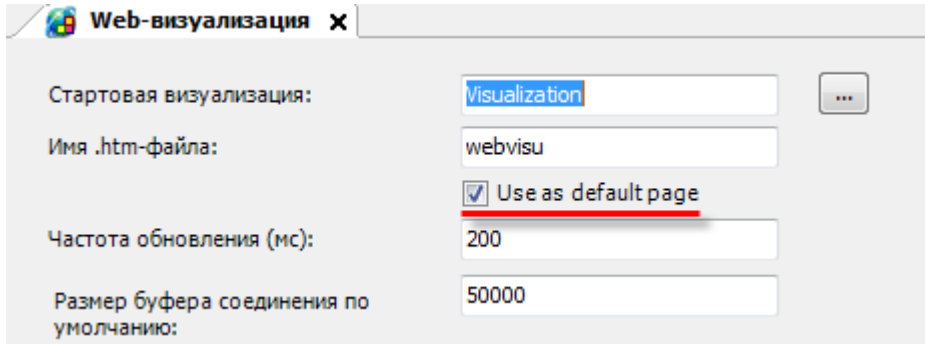 Web-визуализация
Стартовая визуализация: Visualization ...
Имя .htm-файла: webvisu
Use as default page
Частота обновления (мс): 200
Размер буфера соединения по 50000
умолчанию: